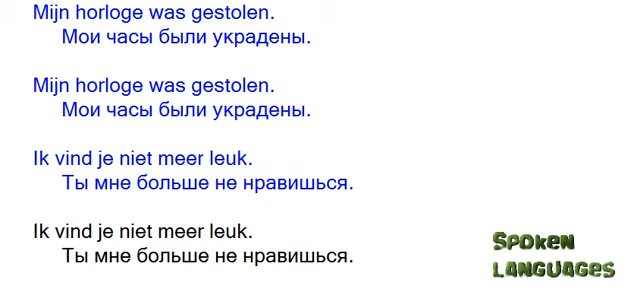 Mijn horloge was gestolen.
Мои часы были украдены.
Mijn horloge was gestolen.
Мои часы были украдены.
Ik vind je niet meer leuk.
Ты мне больше не нравишься.
Ik vind je niet meer leuk.
Ты мне больше не нравишься.
Spoken
Languages